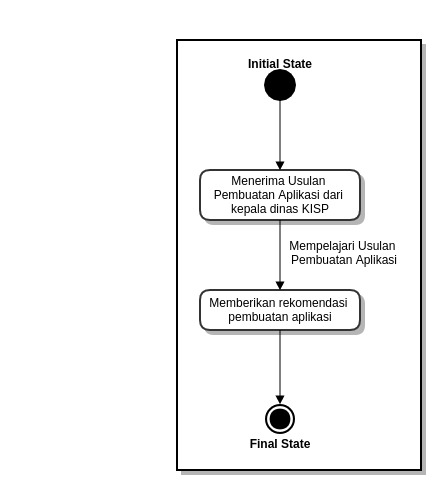 Initial State
Menerima Usulan
Pembuatan Aplikasi dari
kepala dinas KISP
Mempelajari Usulan
Pembuatan Aplikasi
Memberikan rekomendasi
pembuatan aplikasi
Final State